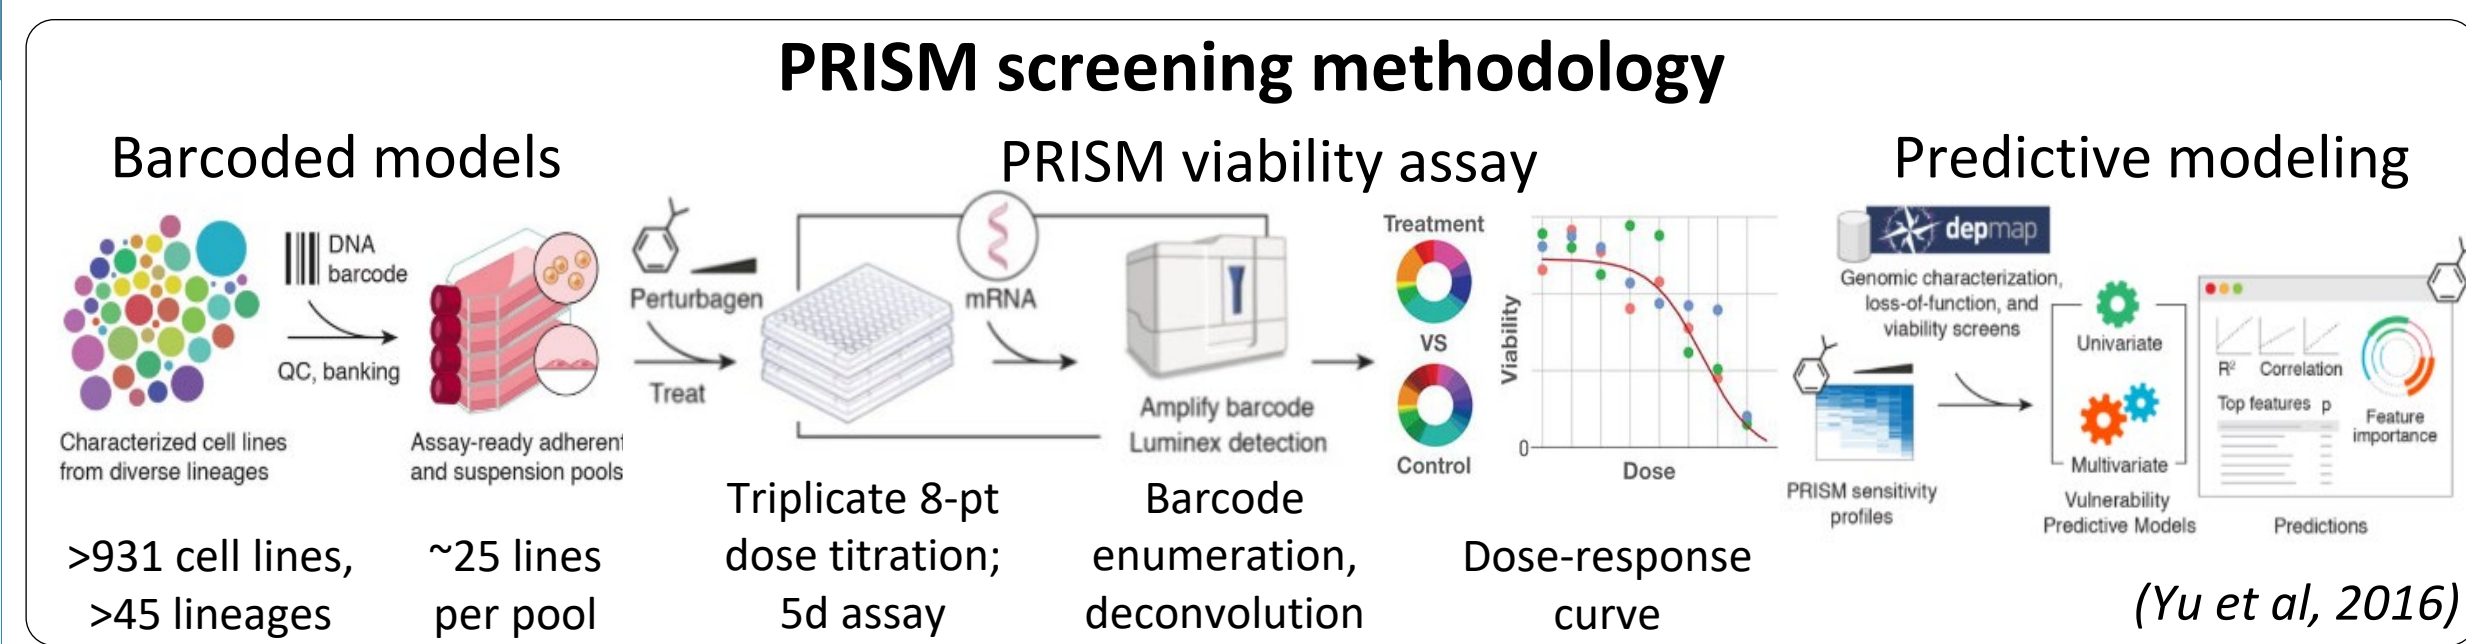 PRISM screening methodology
Barcoded models
DNA
barcode
QC, banking
Characterized cell lines
from diverse lineages
Assay-ready adherent
and suspension pools
>931 cell lines,
>45 lineages
~25 lines
per pool
PRISM viability assay
Perturbagen
Treat
mRNA
Amplify barcode
Luminex detection
Treatment
VS
Control
Viability
0
Dose
Triplicate 8-pt
dose titration;
5d assay
Barcode
enumeration,
deconvolution
Dose-response
curve
Predictive modeling
depmap
Genomic characterization,
loss-of-function, and
viability screens
PRISM sensitivity
profiles
Univariate
Multivariate
Vulnerability
Predictive Models
R² Correlation
Top features p
Feature
importance
Predictions
(Yu et al, 2016)